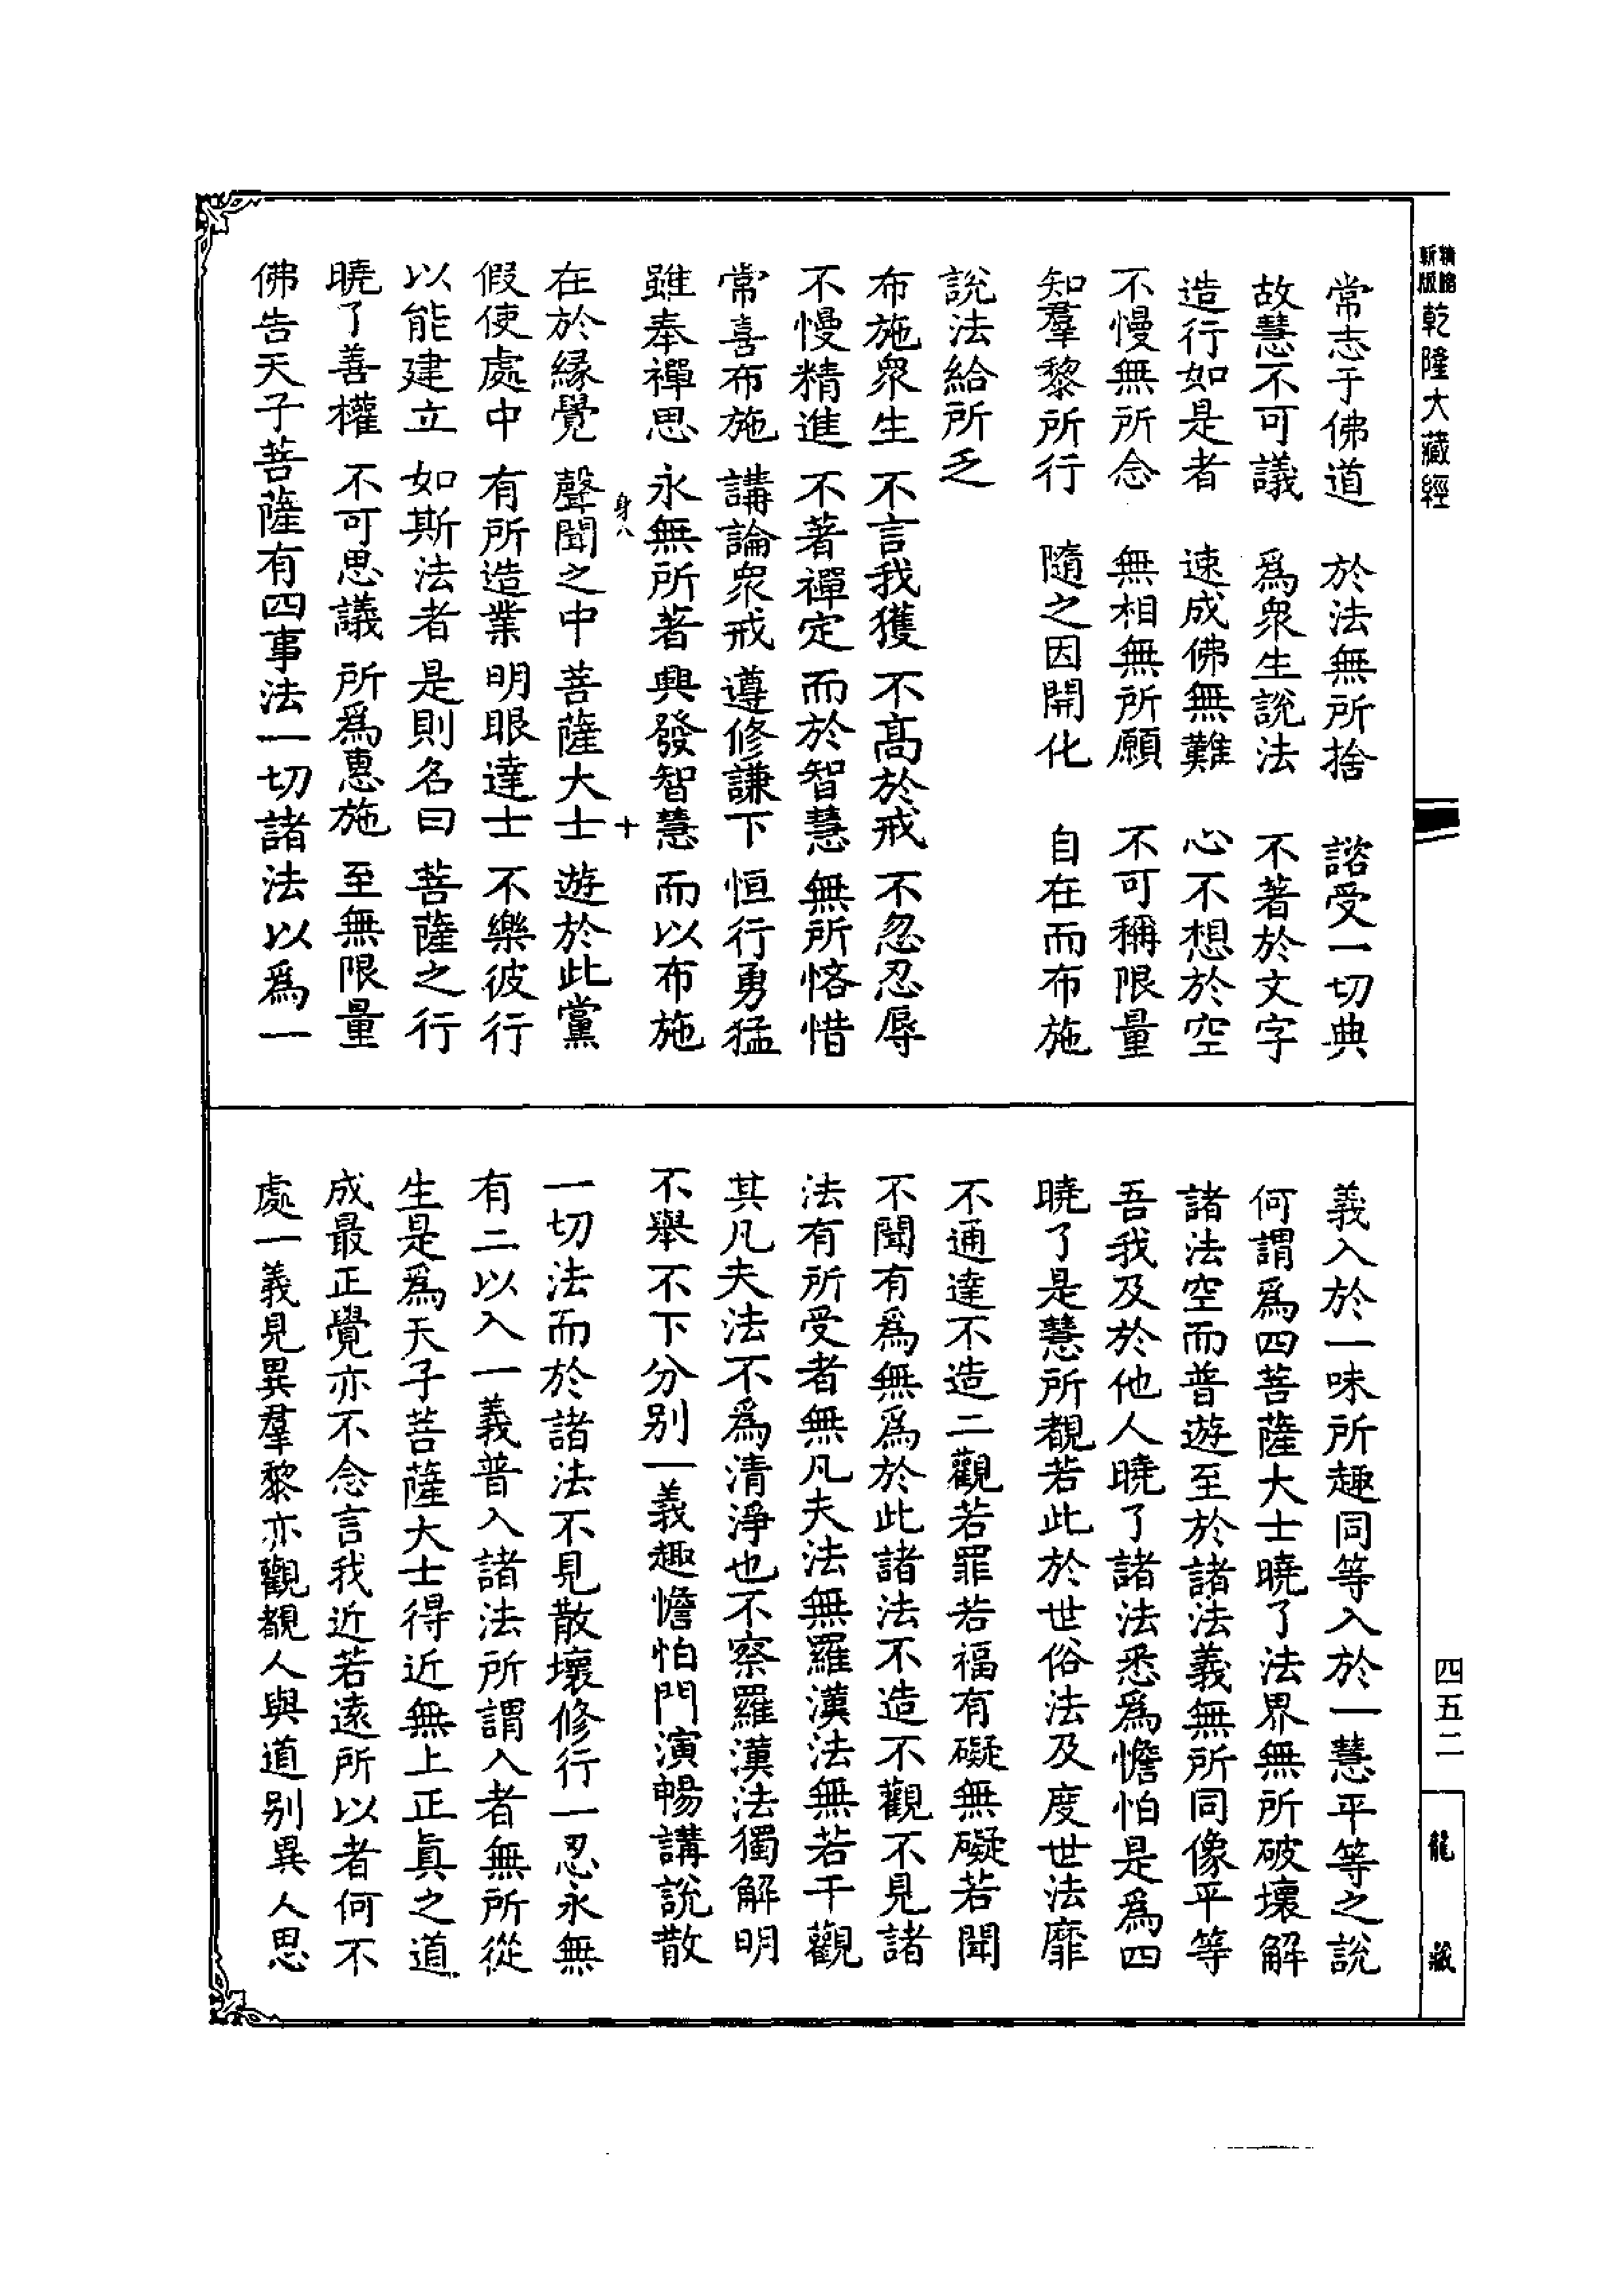 乾隆大藏經
四五二
龍藏
常志于佛道　於法無所捨　諮受一切典
故慧不可議　爲衆生說法　不著於文字
造行如是者　速成佛無難　心不想於空
不慢無所念　無相無所願　不可稱限量
知羣黎所行　隨之因開化　自在而布施
說法給所乏
布施衆生　不言我獲　不高於戒　不忽忍辱
不慢精進　不著禪定　而於智慧　無所悋惜
常喜布施　講論衆戒　遵修謙下　恒行勇猛
雖奉禪思　永無所著　興發智慧　而以布施
身八　十
在於緣覺　聲聞之中　菩薩大士　遊於此黨
假使處中　有所造業　明眼達士　不樂彼行
以能建立　如斯法者　是則名曰　菩薩之行
曉了善權　不可思議　所爲惠施　至無限量
佛告天子菩薩有四事法一切諸法以爲一
義入於一味所趣同等入於一慧平等之說
何謂爲四菩薩大士曉了法界無所破壞解
諸法空而普遊至於諸法義無所同像平等
吾我及於他人曉了諸法悉爲憺怕是爲四
曉了是慧所覩若此於世俗法及度世法靡
不通達不造二觀若罪若福有礙無礙若聞
不聞有爲無爲於此諸法不造不觀不見諸
法有所受者無凡夫法無羅漢法無若干觀
其凡夫法不爲清淨也不察羅漢法獨解明
不舉不下分别一義趣憺怕門演暢講說散
一切法而於諸法不見散壞修行一忍永無
有二以入一義普入諸法所謂入者無所從
生是爲天子菩薩大士得近無上正眞之道
成最正覺亦不念言我近若遠所以者何不
處一義見異羣黎亦觀覩人與道别異人思